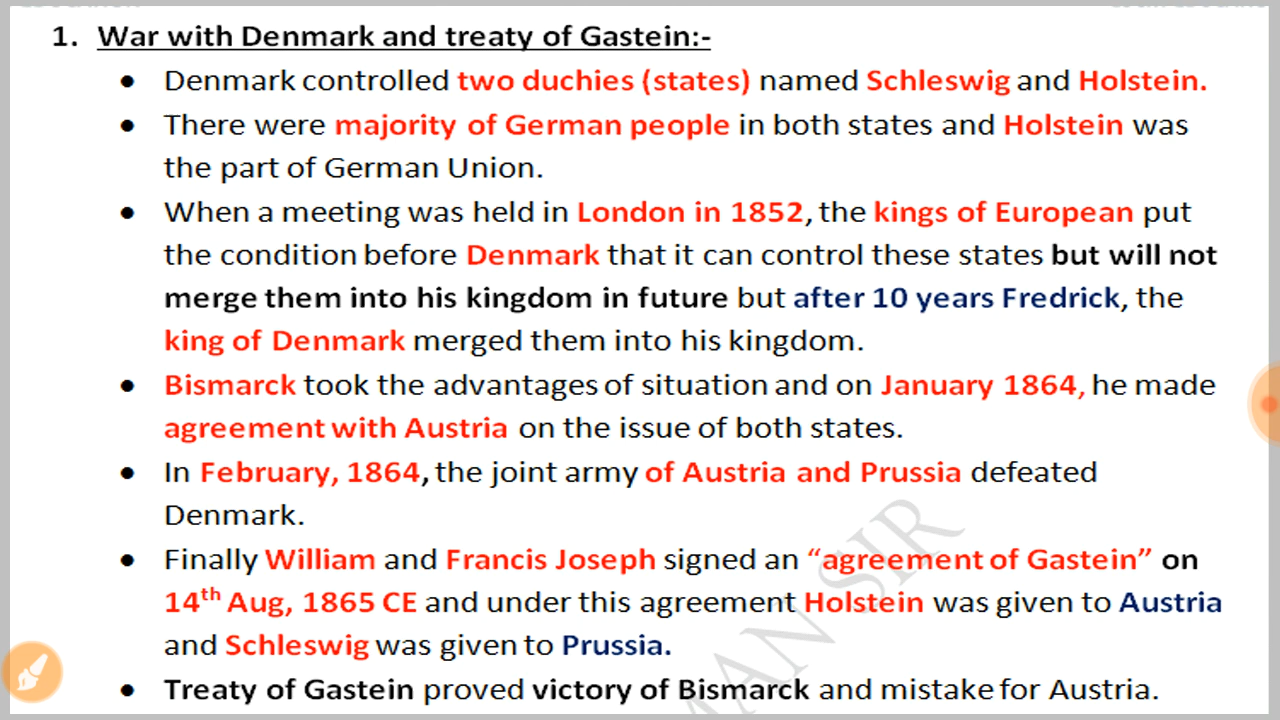 1. War with Denmark and treaty of Gastein:-
• Denmark controlled two duchies (states) named Schleswig and Holstein.
• There were majority of German people in both states and Holstein was
the part of German Union.
• When a meeting was held in London in 1852, the kings of European put
the condition before Denmark that it can control these states but will not
merge them into his kingdom in future but after 10 years Fredrick, the
king of Denmark merged them into his kingdom.
• Bismarck took the advantages of situation and on January 1864, he made
agreement with Austria on the issue of both states.
• In February, 1864, the joint army of Austria and Prussia defeated
Denmark.
• Finally William and Francis Joseph signed an “agreement of Gastein” on
14th Aug, 1865 CE and under this agreement Holstein was given to Austria
and Schleswig was given to Prussia.
• Treaty of Gastein proved victory of Bismarck and mistake for Austria.
MAN SIR